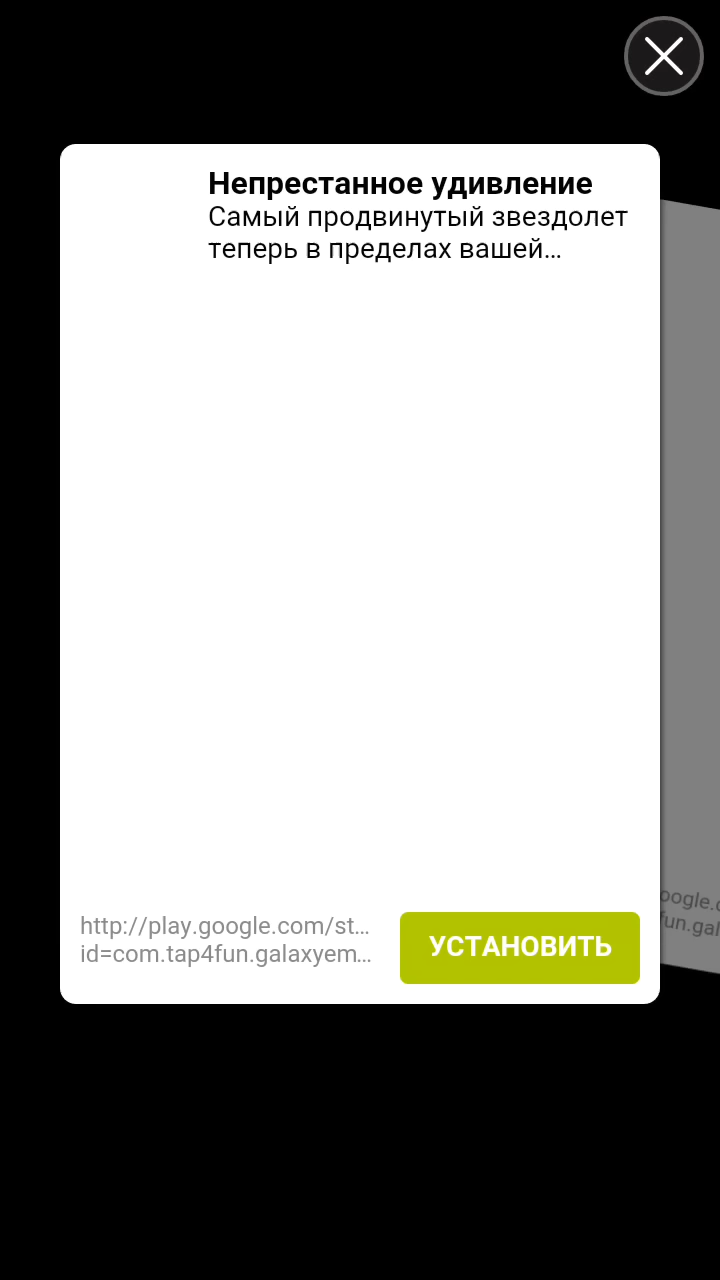 Непрестанное удивление
Самый продвинутый звездолет
теперь в пределах вашей…
http://play.google.com/st…
id=com.tap4fun.galaxyem…
УСТАНОВИТЬ